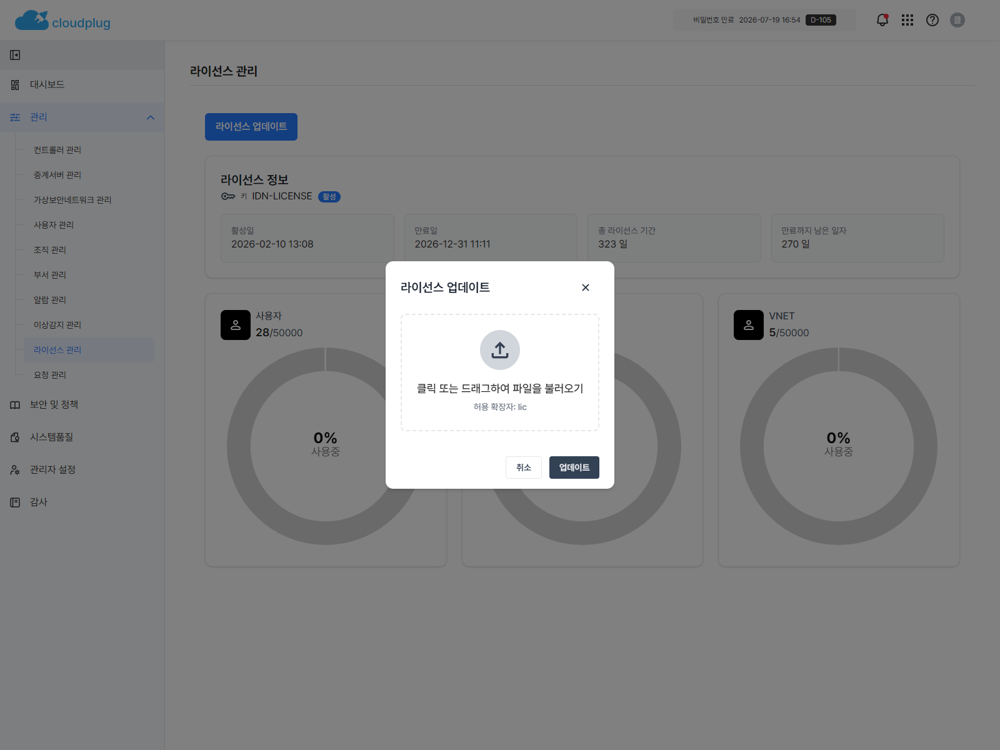 cloudplug
비밀번호 만료 2026-07-19 16:54 D-105
클
대시보드
관리
컨트롤러 관리
중계서버 관리
가상보안네트워크 관리
사용자 관리
조직 관리
부서 관리
알람 관리
이상감지 관리
라이선스 관리
요청 관리
보안 및 정책
시스템품질
관리자 설정
감사
라이선스 관리
라이선스 업데이트
라이선스 정보
키 IDN-LICENSE 활성
활성일
2026-02-10 13:08
만료일
2026-12-31 11:11
총 라이선스 기간
323 일
만료까지 남은 일자
270 일
사용자
28/50000
0%
사용중
VNET
5/50000
0%
사용중
라이선스 업데이트
클릭 또는 드래그하여 파일을 불러오기
허용 확장자: lic
취소
업데이트